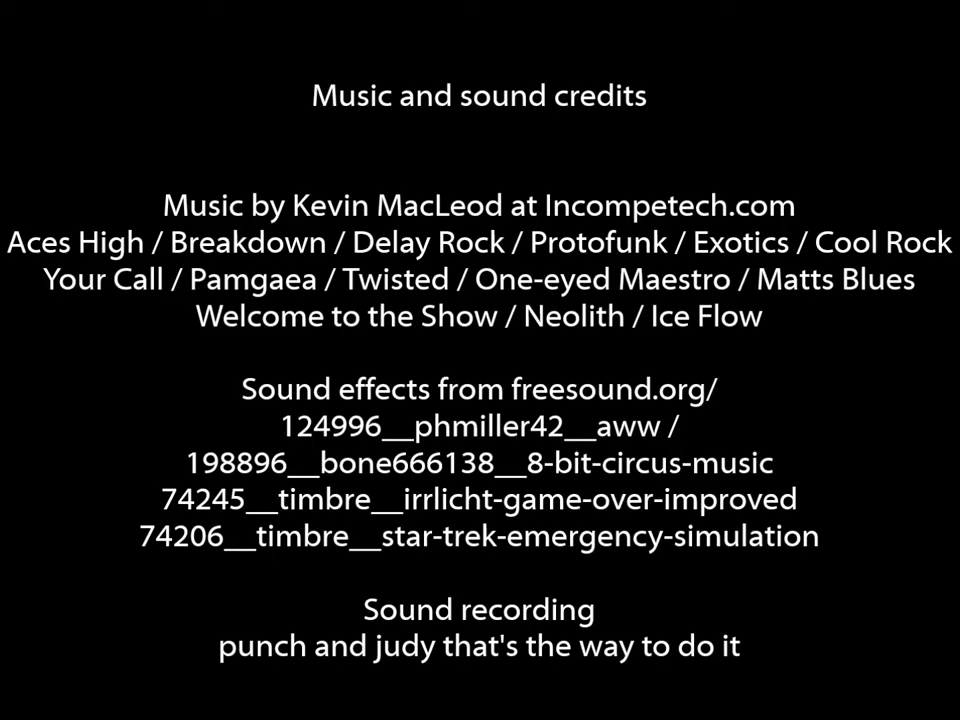 Music and sound credits
Music by Kevin MacLeod at Incompetech.com
Aces High / Breakdown / Delay Rock / Protofunk / Exotics / Cool Rock
Your Call / Pamgaea / Twisted / One-eyed Maestro / Matts Blues
Welcome to the Show / Neolith / Ice Flow
Sound effects from freesound.org/
124996__phmiller42__aww /
198896__bone666138__8-bit-circus-music
74245__timbre__irrlicht-game-over-improved
74206__timbre__star-trek-emergency-simulation
Sound recording
punch and judy that's the way to do it